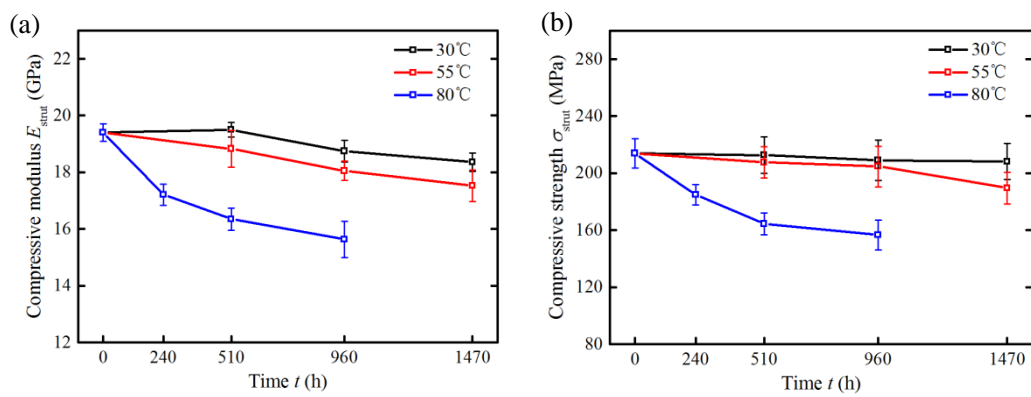 (a)
Compressive modulus E_strut (GPa)
22
20
18
16
14
12
30℃
55℃
80℃
0 240 510 960 1470
Time t (h)
(b)
Compressive strength σ_strut (MPa)
280
240
200
160
120
80
30℃
55℃
80℃
0 240 510 960 1470
Time t (h)